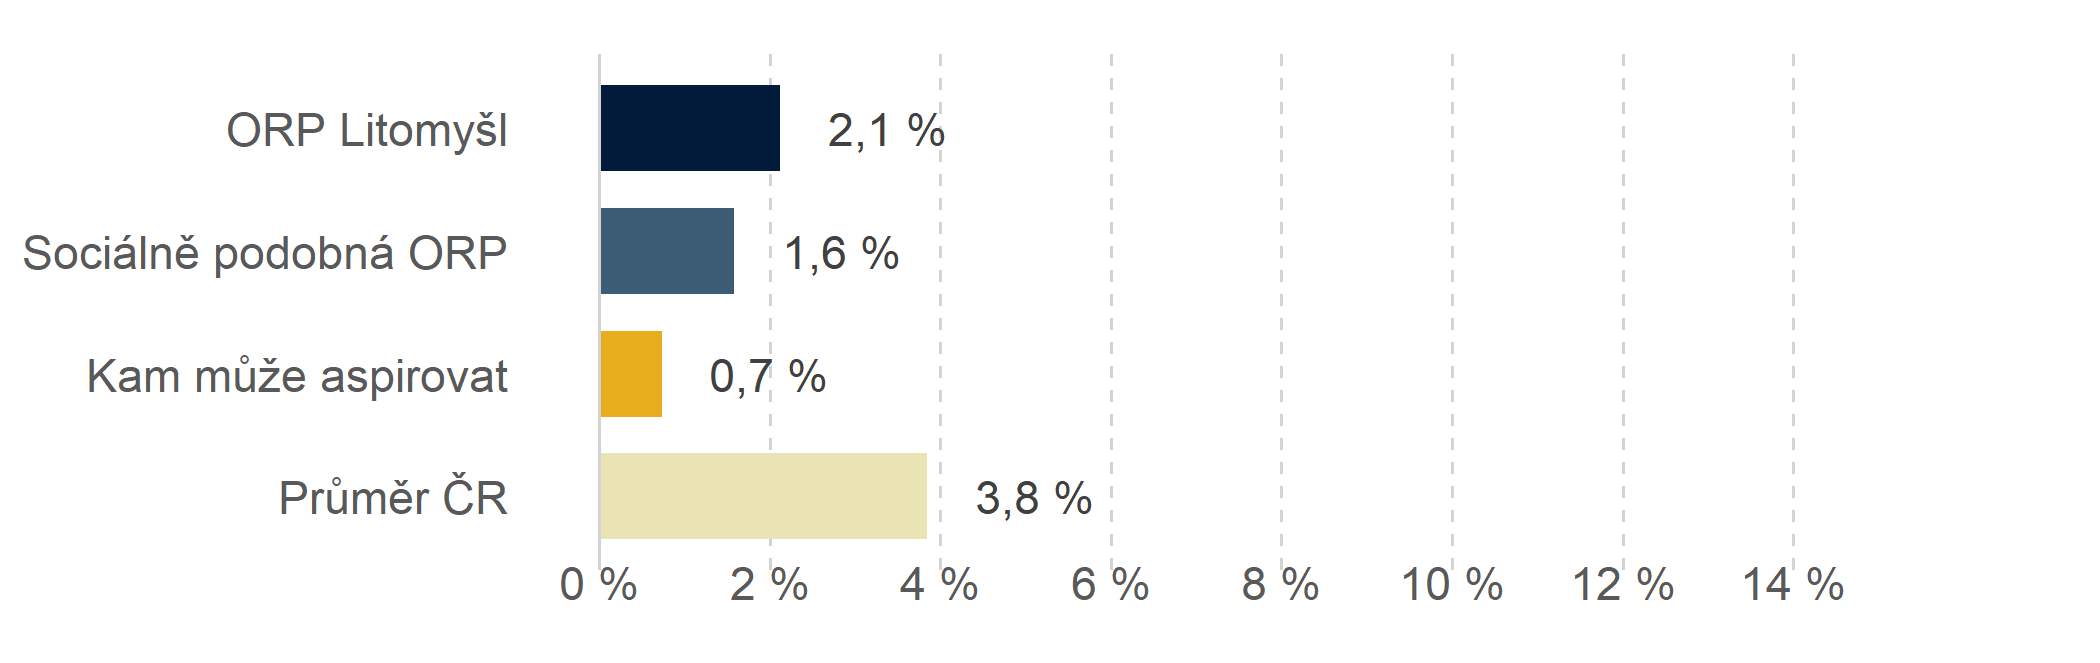 ORP Litomyšl 2,1 %
Sociálně podobná ORP 1,6 %
Kam může aspirovat 0,7 %
Průměr ČR 3,8 %
0 % 2 % 4 % 6 % 8 % 10 % 12 % 14 %